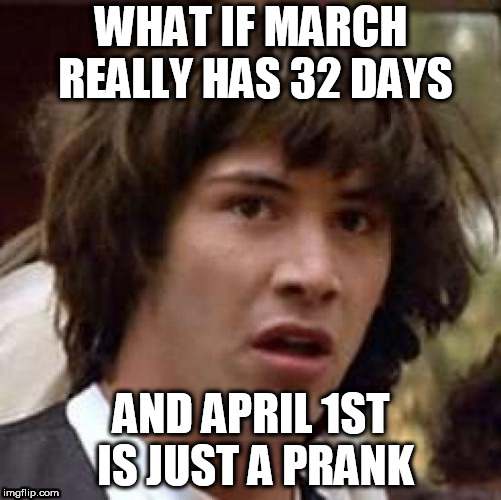 WHAT IF MARCH
REALLY HAS 32 DAYS
AND APRIL 1ST
IS JUST A PRANK
imgflip.com